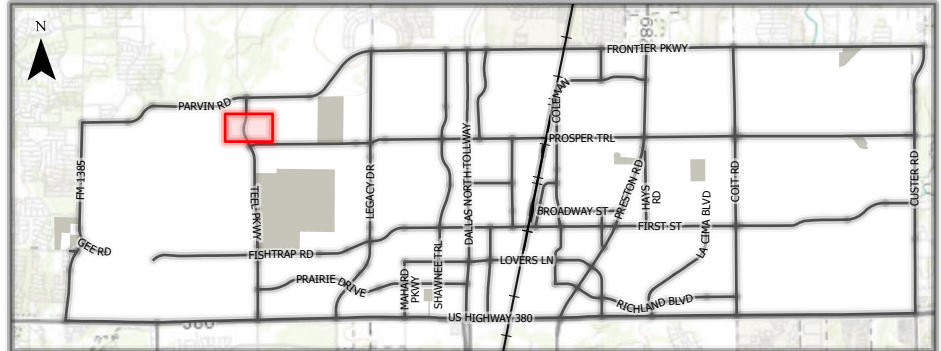 N
289
FRONTIER PKWY
PARVIN RD
COLEMAN
PROSPER TRL
DALLAS NORTH TOLLWAY
FM 1385
TEEL PKWY
LEGACY DR
PRESTON RD
HAYS
RD
COIT RD
CUSTER RD
LA CIMA BLVD
BROADWAY ST
FIRST ST
GEE RD
FISHTRAP RD
SHAWNEE TRL
LOVERS LN
PRAIRIE DRIVE
MAHARD
PKWY
RICHLAND BLVD
US HIGHWAY 380
380